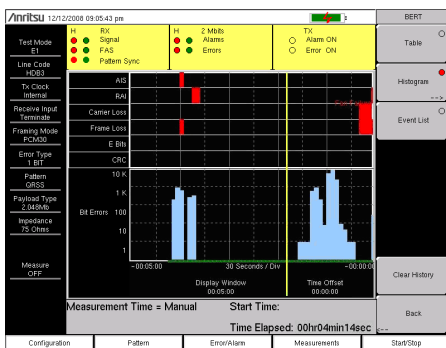 Anritsu 12/12/2008 09:05:43 pm
BERT
Test Mode
E1
Line Code
HDB3
Tx Clock
Internal
Receive Input
Terminate
Framing Mode
PCM30
Error Type
1 BIT
Pattern
QRSS
Payload Type
2.048Mb
Impedance
75 Ohms
Measure
OFF
H RX
Signal
FAS
Pattern Sync
H 2 Mbits
Alarms
Errors
TX
Alarm ON
Error ON
AIS
RAI
Carrier Loss
Frame Loss
E Bits
CRC
10 K
1 K
Bit Errors 100
10
1
-00:05:00 30 Seconds / Div -00:00:00
Display Window
00:05:00
Time Offset
00:00:00
Measurement Time = Manual Start Time:
Time Elapsed: 00hr04min14sec
Table
Histogram
-->
Event List
Clear History
Back
<--
Configuration Pattern Error/Alarm Measurements Start/Stop